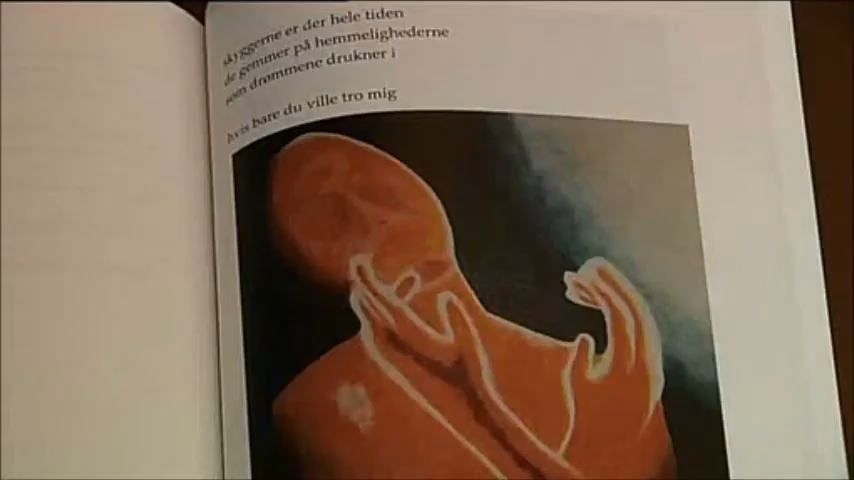 skyggerne er der hele tiden
de gemmer på hemmelighederne
som drømmene drukner i
hvis bare du ville tro mig